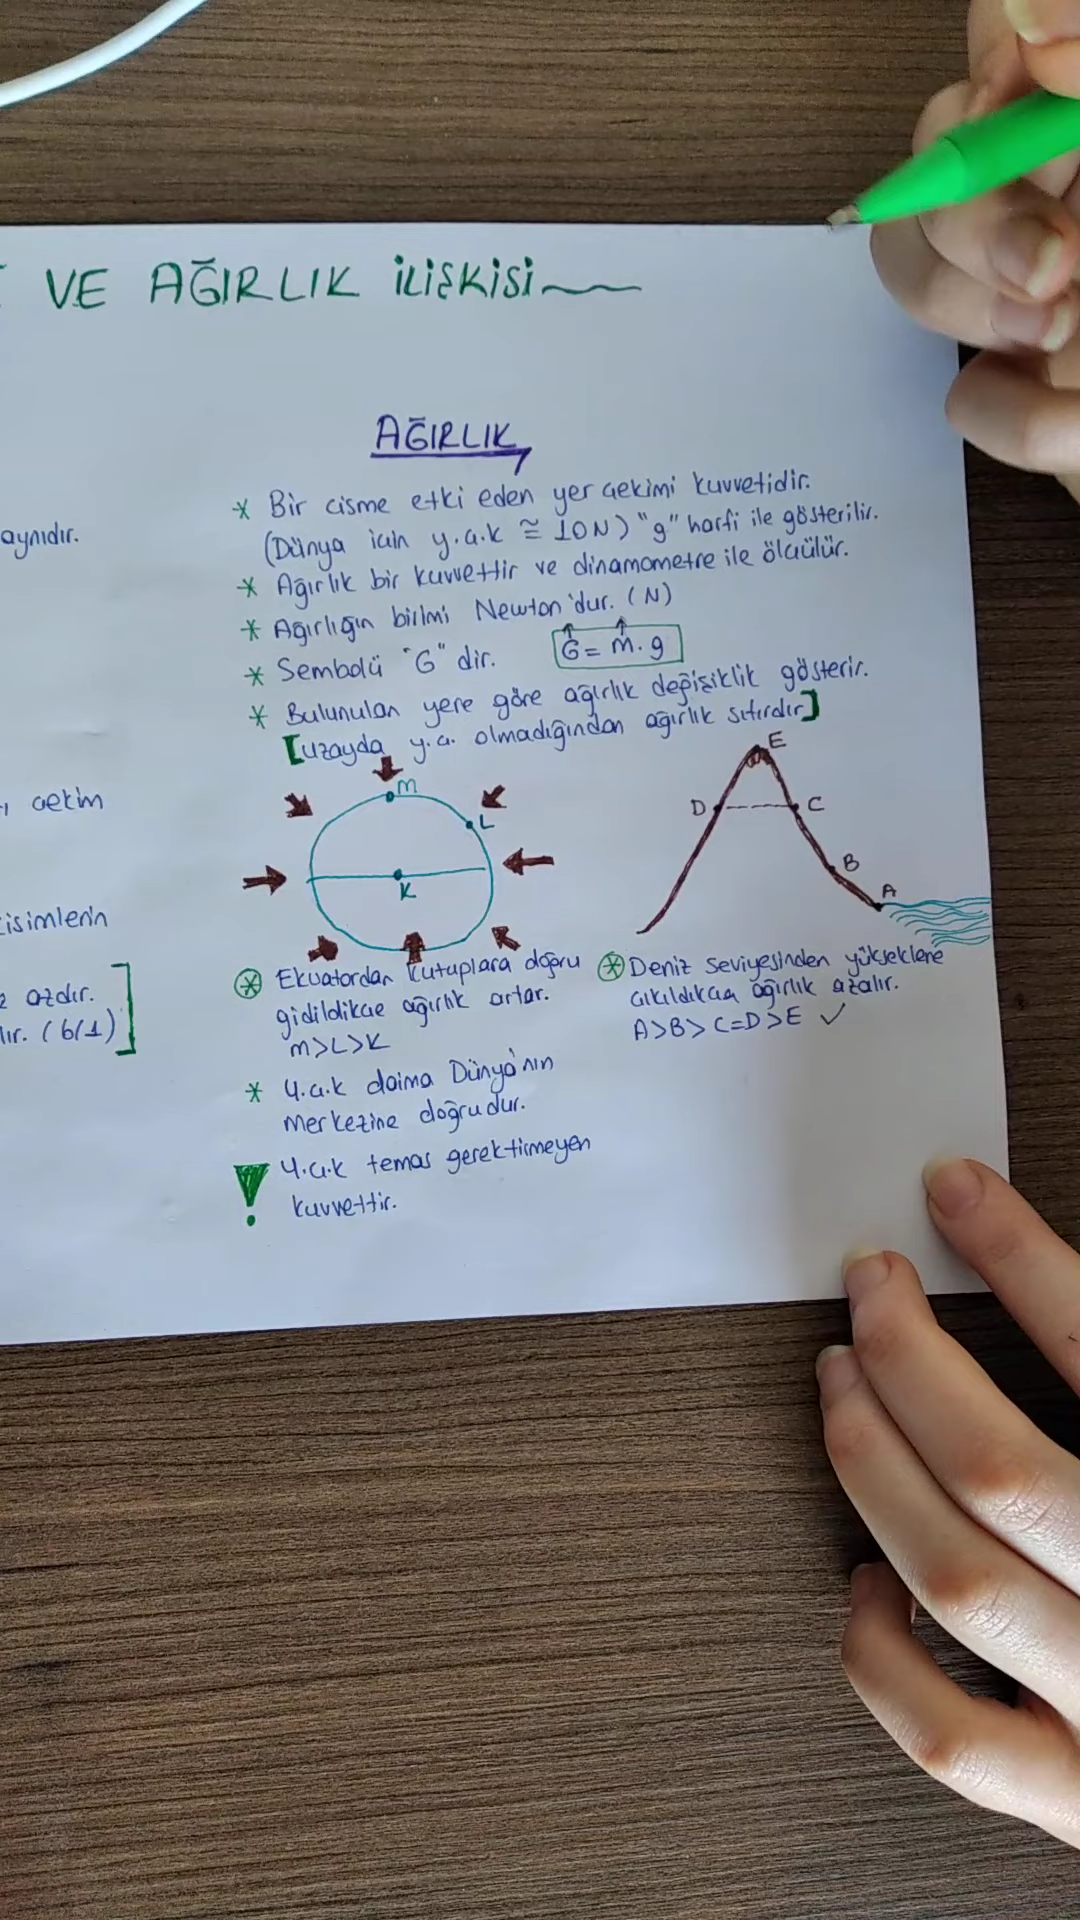 VE AĞIRLIK İLİŞKİSİ
aynıdır.
çekim
cisimlerin
azdır.
lır. (6/1)
AĞIRLIK
* Bir cisme etki eden yer çekimi kuvvetidir.
(Dünya için y.ç.k ≅ 10N) "g" harfi ile gösterilir.
* Ağırlık bir kuvvettir ve dinamometre ile ölçülür.
* Ağırlığın birimi Newton'dur. (N)
* Sembolü "G" dir. G = m.g
* Bulunulan yere göre ağırlık değişiklik gösterir.
[uzayda y.ç. olmadığından ağırlık sıfırdır]
M
L
K
E
D C
B
A
* Ekvatordan kutuplara doğru
gidildikçe ağırlık artar.
M>L>K
* Y.ç.k daima Dünya'nın
merkezine doğrudur.
! Y.ç.k temas gerektirmeyen
kuvvettir.
* Deniz seviyesinden yükseklere
çıkıldıkça ağırlık azalır.
A>B>C=D>E ✓